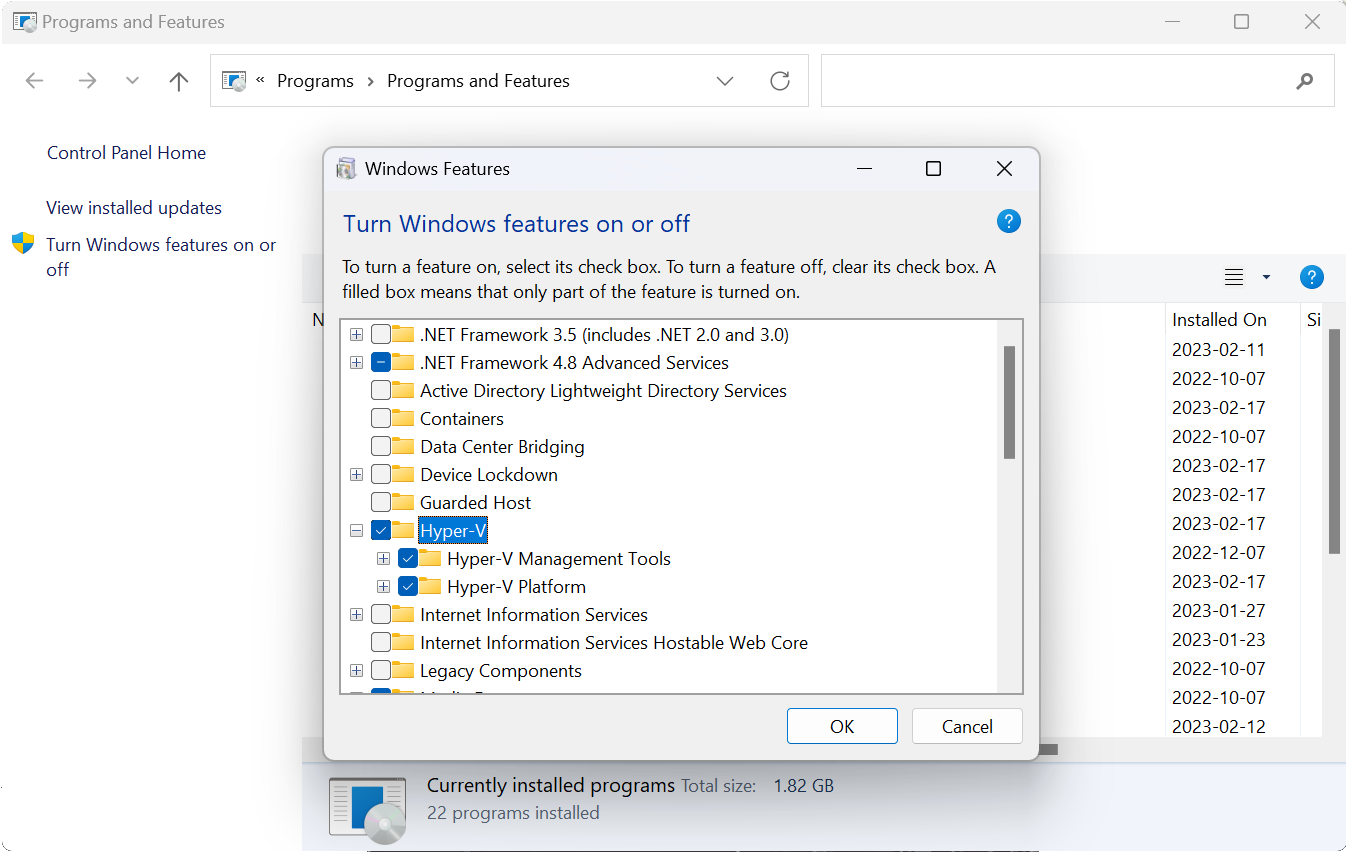 Programs and Features
« Programs › Programs and Features
Control Panel Home
View installed updates
Turn Windows features on or
off
Windows Features
Turn Windows features on or off
?
To turn a feature on, select its check box. To turn a feature off, clear its check box. A
filled box means that only part of the feature is turned on.
.NET Framework 3.5 (includes .NET 2.0 and 3.0)
.NET Framework 4.8 Advanced Services
Active Directory Lightweight Directory Services
Containers
Data Center Bridging
Device Lockdown
Guarded Host
Hyper-V
Hyper-V Management Tools
Hyper-V Platform
Internet Information Services
Internet Information Services Hostable Web Core
Legacy Components
OK
Cancel
?
N
Installed On
Si
2023-02-11
2022-10-07
2023-02-17
2022-10-07
2023-02-17
2023-02-17
2023-02-17
2022-12-07
2023-02-17
2023-01-27
2023-01-23
2022-10-07
2022-10-07
2023-02-12
Currently installed programs Total size: 1.82 GB
22 programs installed